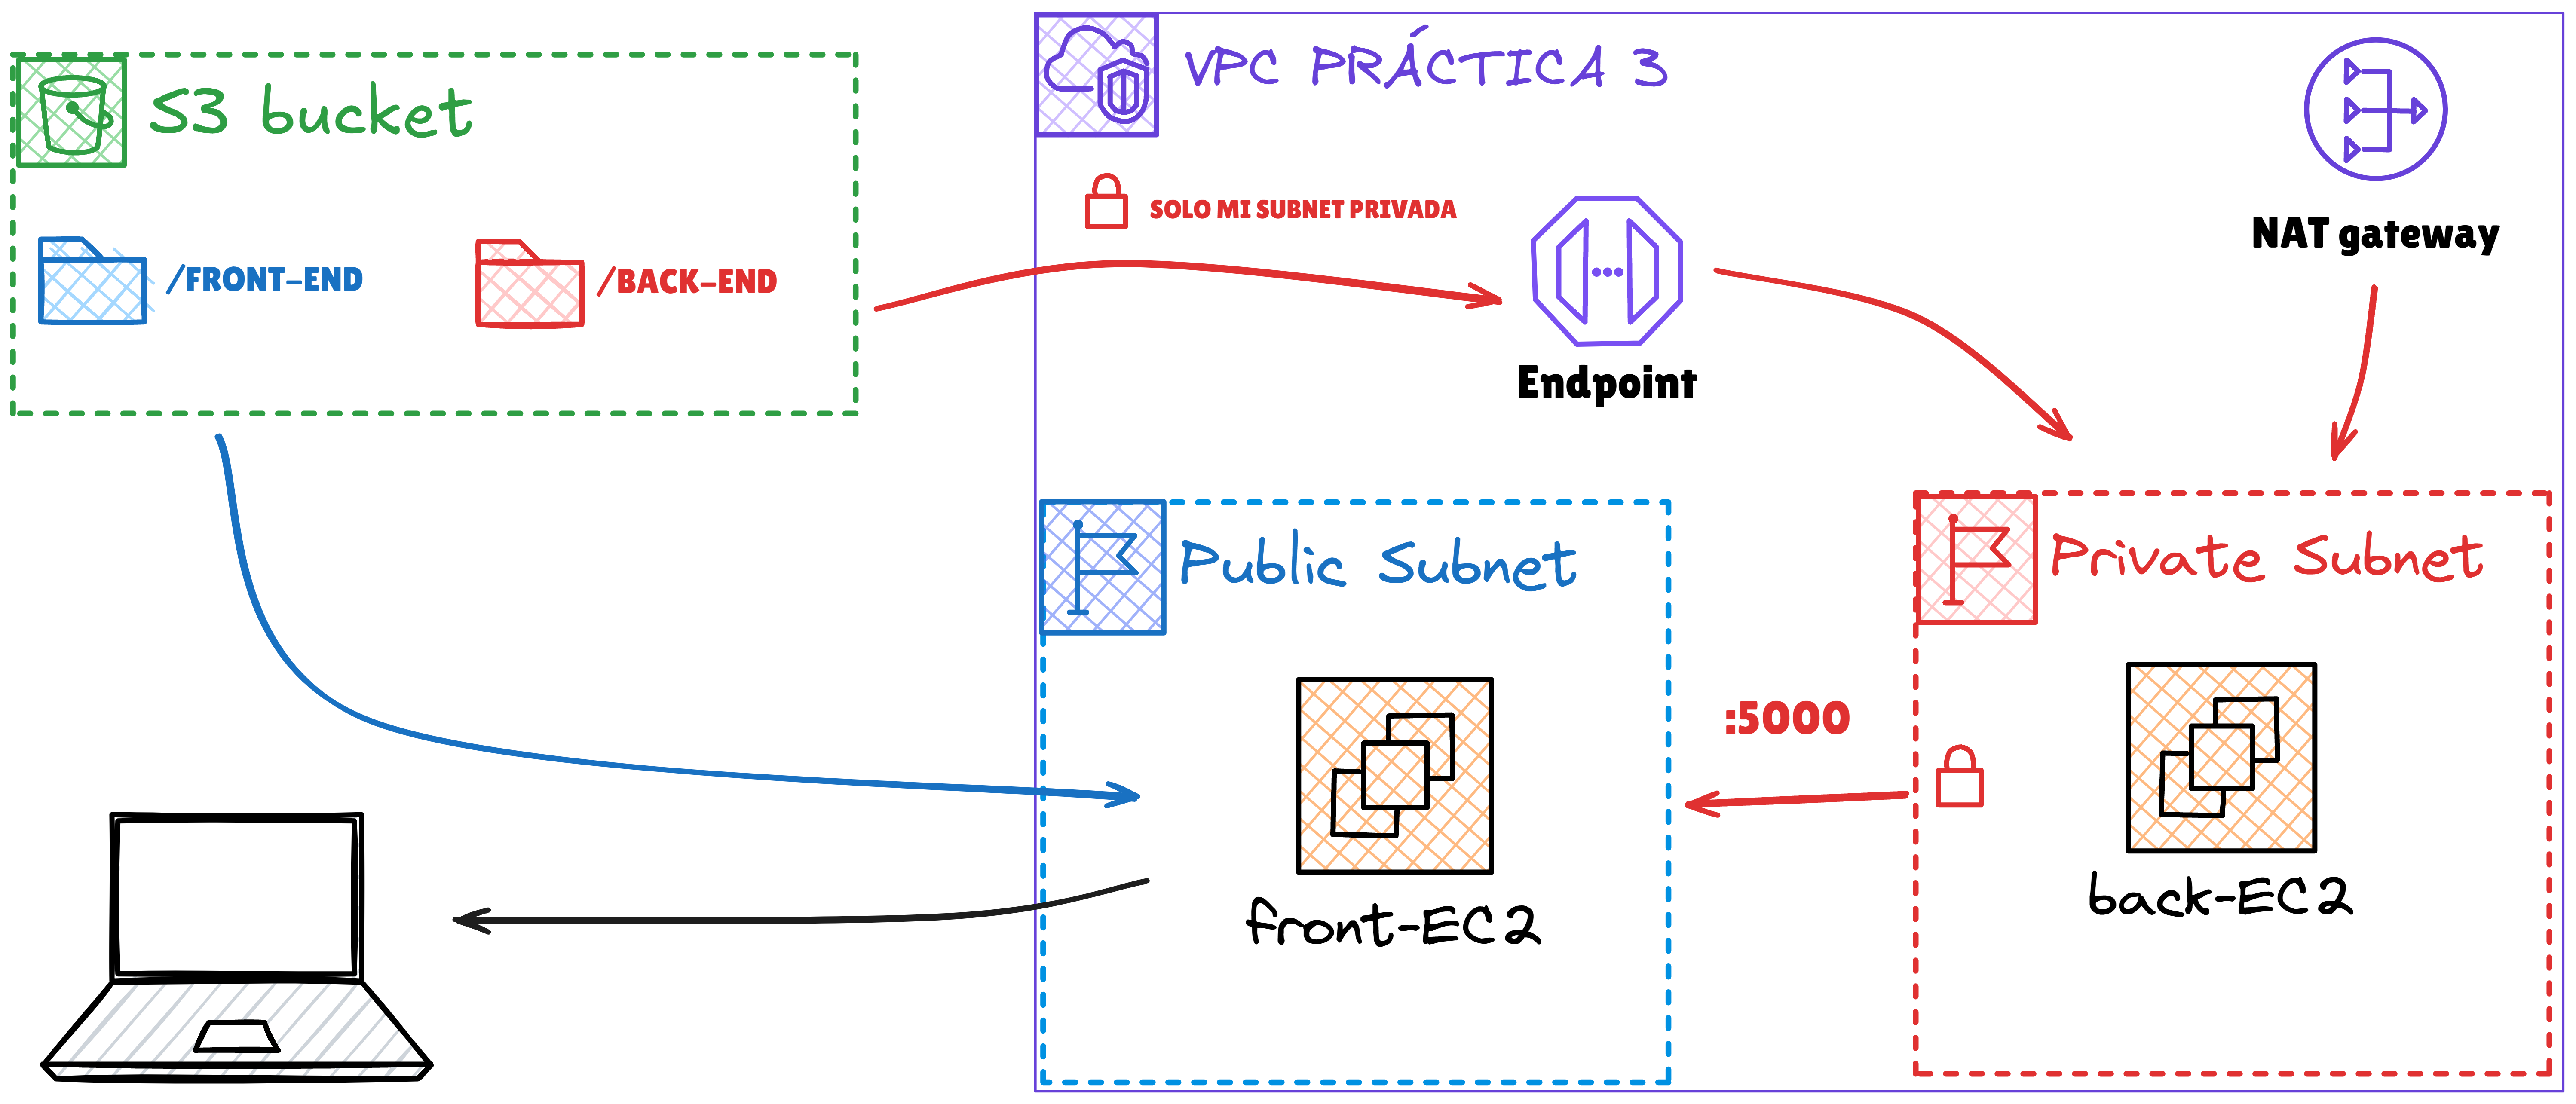 S3 bucket
/FRONT-END
/BACK-END
VPC PRÁCTICA 3
SOLO MI SUBNET PRIVADA
Endpoint
NAT gateway
Public Subnet
front-EC2
:5000
Private Subnet
back-EC2